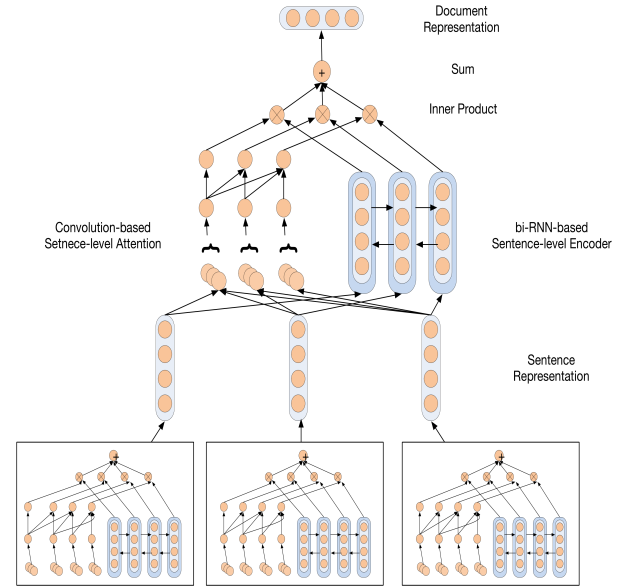 Document
Representation
Sum
Inner Product
Convolution-based
Setnece-level Attention
bi-RNN-based
Sentence-level Encoder
Sentence
Representation